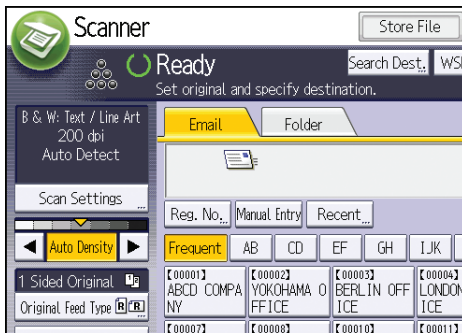 Scanner
Store File
Ready
Search Dest.
Set original and specify destination.
B & W: Text / Line Art
200 dpi
Auto Detect
Email
Folder
Scan Settings
Reg. No.
Manual Entry
Recent
Auto Density
Frequent
AB
CD
EF
GH
IJK
1 Sided Original
Original Feed Type
【00001】
ABCD COMPA
NY
【00002】
YOKOHAMA O
FFICE
【00003】
BERLIN OFF
ICE
【00004】
LONDON
ICE
【00007】
【00008】
【00010】
【00011】